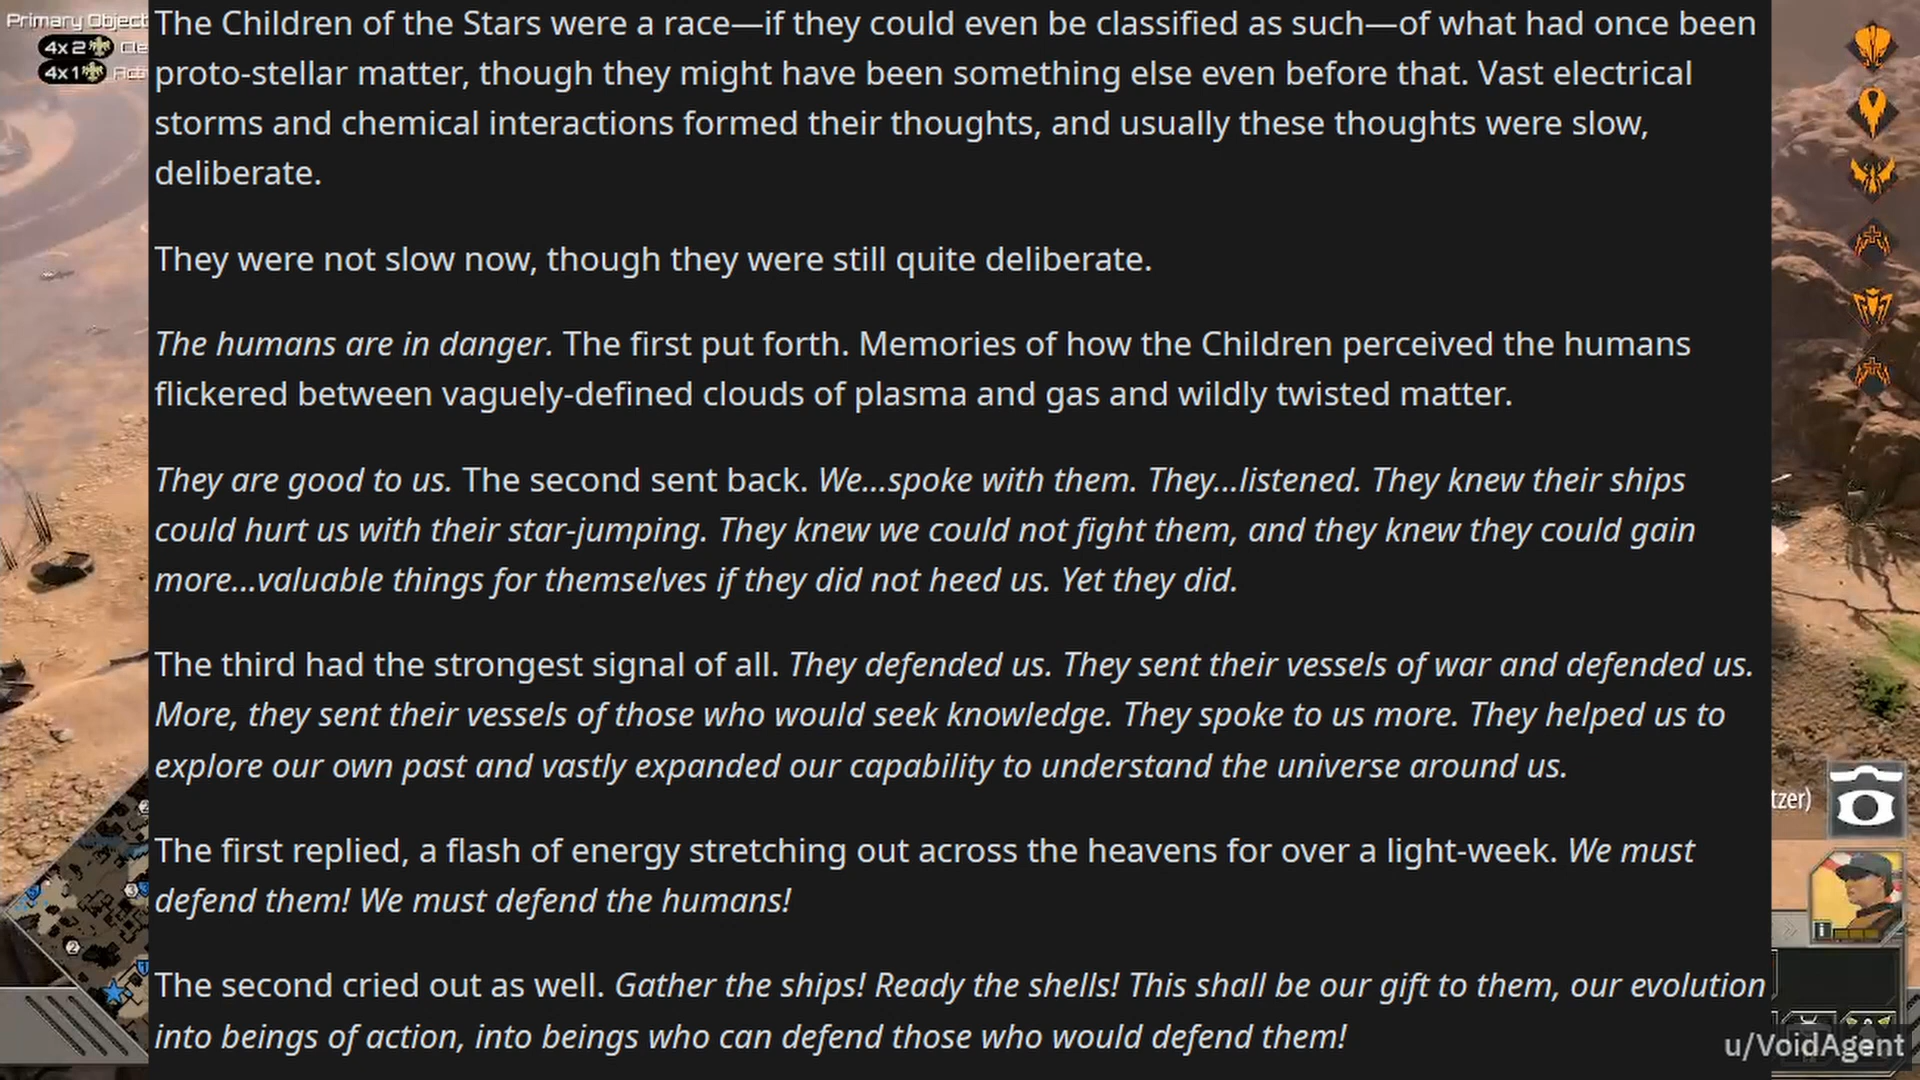 Primary Object
4x 2
Cle
4x 1
Act
The Children of the Stars were a race—if they could even be classified as such—of what had once been
proto-stellar matter, though they might have been something else even before that. Vast electrical
storms and chemical interactions formed their thoughts, and usually these thoughts were slow,
deliberate.
They were not slow now, though they were still quite deliberate.
The humans are in danger. The first put forth. Memories of how the Children perceived the humans
flickered between vaguely-defined clouds of plasma and gas and wildly twisted matter.
They are good to us. The second sent back. We...spoke with them. They...listened. They knew their ships
could hurt us with their star-jumping. They knew we could not fight them, and they knew they could gain
more...valuable things for themselves if they did not heed us. Yet they did.
The third had the strongest signal of all. They defended us. They sent their vessels of war and defended us.
More, they sent their vessels of those who would seek knowledge. They spoke to us more. They helped us to
explore our own past and vastly expanded our capability to understand the universe around us.
tzer)
The first replied, a flash of energy stretching out across the heavens for over a light-week. We must
defend them! We must defend the humans!
The second cried out as well. Gather the ships! Ready the shells! This shall be our gift to them, our evolution
into beings of action, into beings who can defend those who would defend them!
u/VoidAgent